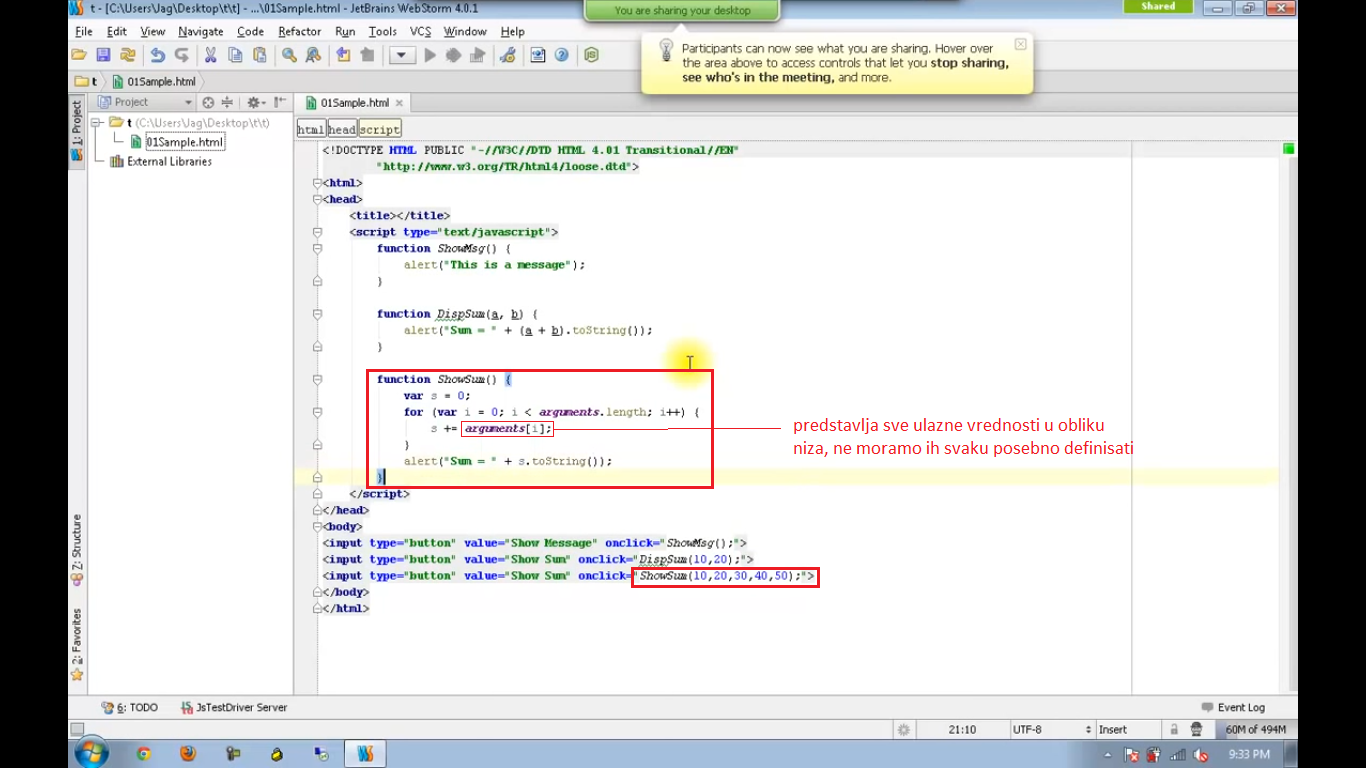 t - [C:\Users\Jag\Desktop\t\t] - ...\01Sample.html - JetBrains WebStorm 4.0.1
You are sharing your desktop
Shared
File Edit View Navigate Code Refactor Run Tools VCS Window Help
Participants can now see what you are sharing. Hover over
the area above to access controls that let you stop sharing,
see who's in the meeting, and more.
t 01Sample.html
Project
01Sample.html
1: Project
t (C:\Users\Jag\Desktop\t\t)
01Sample.html
External Libraries
html head script
<!DOCTYPE HTML PUBLIC "-//W3C//DTD HTML 4.01 Transitional//EN"
"http://www.w3.org/TR/html4/loose.dtd">
<html>
<head>
<title></title>
<script type="text/javascript">
function ShowMsg() {
alert("This is a message");
}
function DispSum(a, b) {
alert("Sum = " + (a + b).toString());
}
function ShowSum() {
var s = 0;
for (var i = 0; i < arguments.length; i++) {
s += arguments[i];
}
alert("Sum = " + s.toString());
}
</script>
</head>
<body>
<input type="button" value="Show Message" onclick="ShowMsg();">
<input type="button" value="Show Sum" onclick="DispSum(10,20);">
<input type="button" value="Show Sum" onclick="ShowSum(10,20,30,40,50);">
</body>
</html>
predstavlja sve ulazne vrednosti u obliku
niza, ne moramo ih svaku posebno definisati
Z: Structure
2: Favorites
6: TODO JsTestDriver Server Event Log
21:10 UTF-8 Insert 60M of 494M
9:33 PM